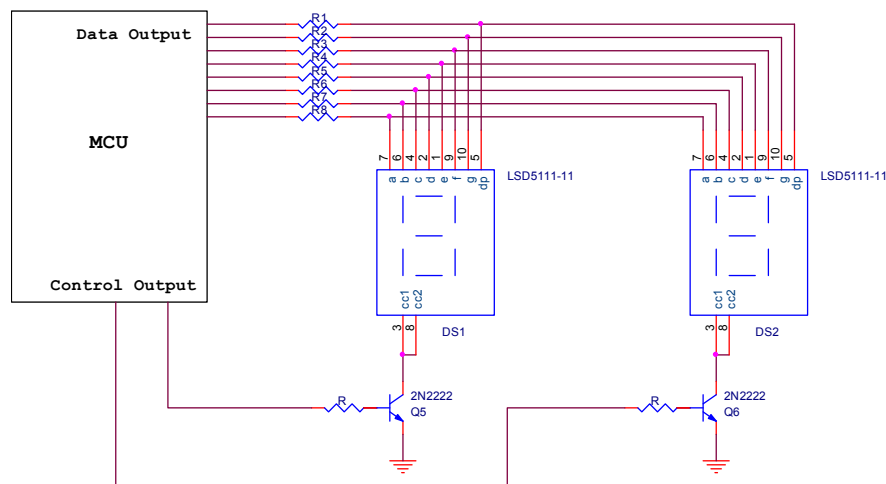 R1
Data Output
R2
R3
R4
R5
R6
R7
R8
MCU
7 6 4 2 1 9 10 5
7 6 4 2 1 9 10 5
a b c d e f g dp
LSD5111-11
a b c d e f g dp
LSD5111-11
Control Output
cc1 cc2
cc1 cc2
3 8
DS1
3 8
DS2
R
2N2222
Q5
R
2N2222
Q6